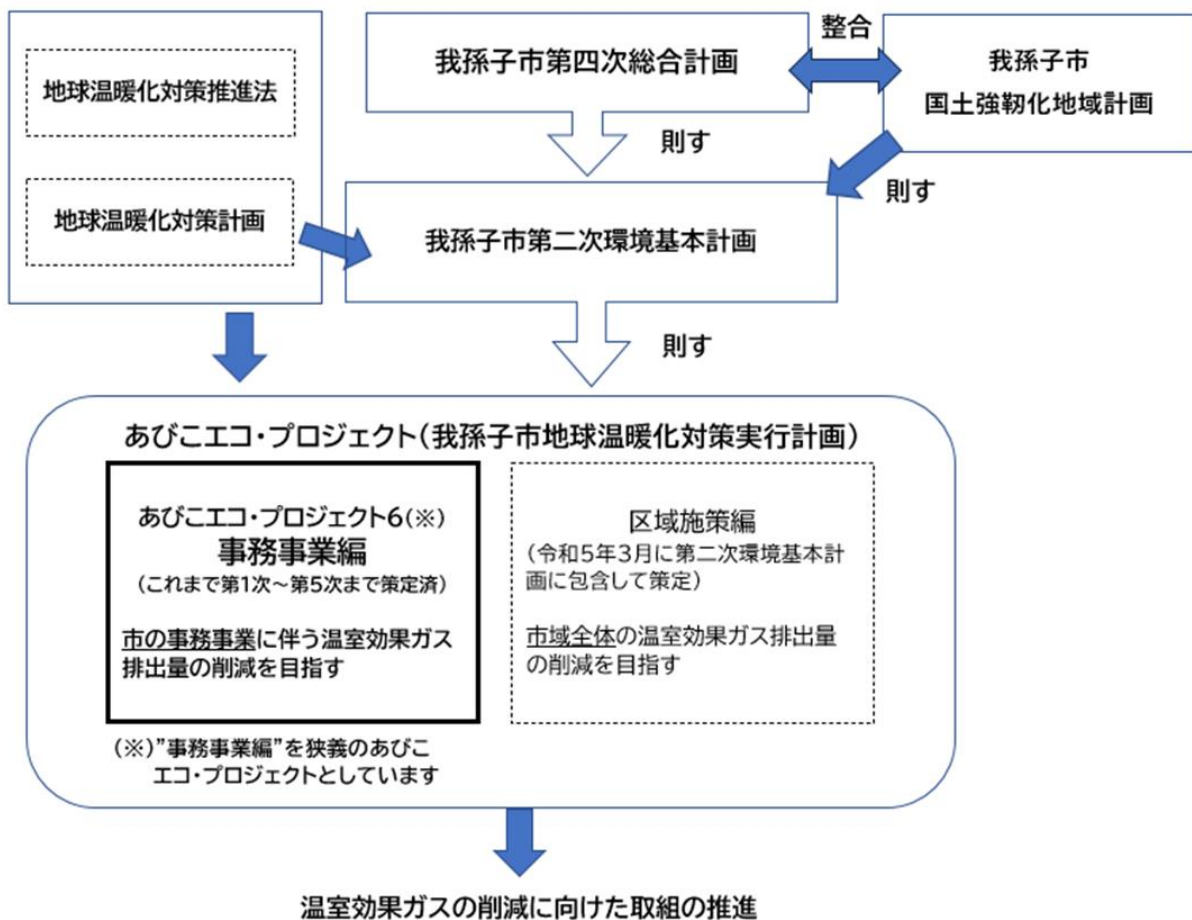 地球温暖化対策推進法
地球温暖化対策計画
我孫子市第四次総合計画
整合
我孫子市
国土強靭化地域計画
則す
則す
我孫子市第二次環境基本計画
則す
あびこエコ・プロジェクト(我孫子市地球温暖化対策実行計画)
あびこエコ・プロジェクト6(※)
事務事業編
(これまで第1次~第5次まで策定済)
市の事務事業に伴う温室効果ガス
排出量の削減を目指す
区域施策編
(令和5年3月に第二次環境基本計
画に包含して策定)
市域全体の温室効果ガス排出量
の削減を目指す
(※)"事務事業編"を狭義のあびこ
エコ・プロジェクトとしています
温室効果ガスの削減に向けた取組の推進